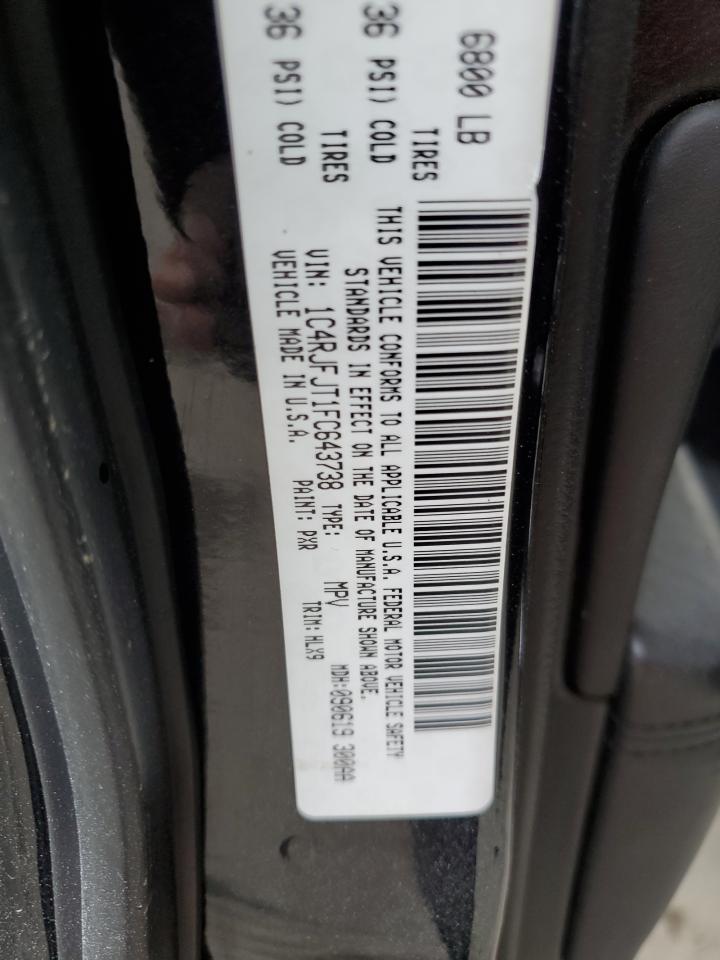 6800 LB
TIRES
36 PSI) COLD
TIRES
36 PSI) COLD
THIS VEHICLE CONFORMS TO ALL APPLICABLE U.S.A. FEDERAL MOTOR VEHICLE SAFETY
STANDARDS IN EFFECT ON THE DATE OF MANUFACTURE SHOWN ABOVE.
VIN: 1C4RJFJT1FC643738 TYPE: MPV MDH:090619 300AA
VEHICLE MADE IN U.S.A. PAINT: PXR TRIM:HLX9